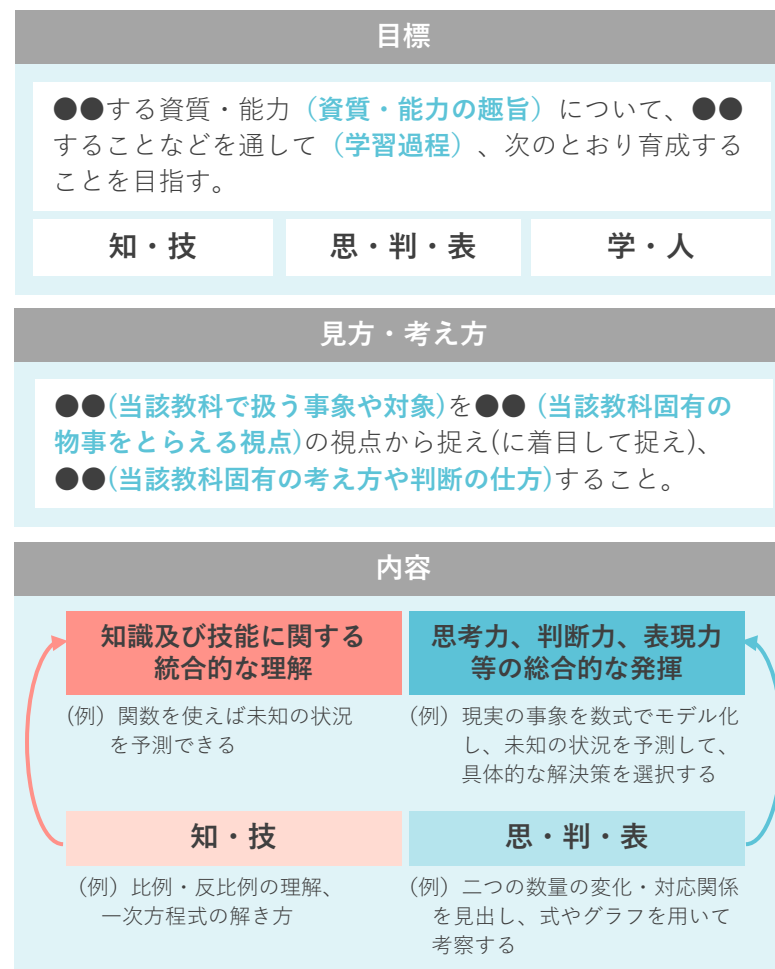 目標
●●する資質・能力（資質・能力の趣旨）について、●●
することなどを通して（学習過程）、次のとおり育成する
ことを目指す。
知・技
思・判・表
学・人
見方・考え方
●●(当該教科で扱う事象や対象)を●● (当該教科固有の
物事をとらえる視点)の視点から捉え(に着目して捉え)、
●●(当該教科固有の考え方や判断の仕方)すること。
内容
知識及び技能に関する
統合的な理解
(例）関数を使えば未知の状況
を予測できる
思考力、判断力、表現力
等の総合的な発揮
(例）現実の事象を数式でモデル化
し、未知の状況を予測して、
具体的な解決策を選択する
知・技
(例）比例・反比例の理解、
一次方程式の解き方
思・判・表
(例）二つの数量の変化・対応関係
を見出し、式やグラフを用いて
考察する